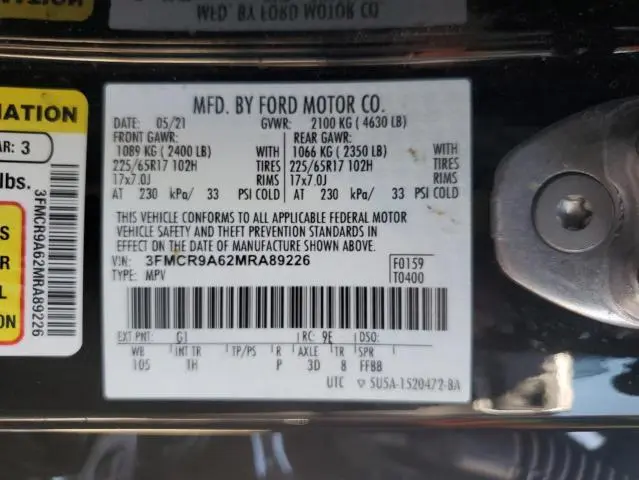 MFD. BY FORD MOTOR CO.
MATION
AR: 3
lbs.
S
R
L
ON
3FMCR9A62MRA89226
MFD. BY FORD MOTOR CO.
DATE: 05/21 GVWR: 2100 KG ( 4630 LB)
FRONT GAWR: REAR GAWR:
1089 KG ( 2400 LB) WITH 1066 KG ( 2350 LB) WITH
225/65R17 102H TIRES 225/65R17 102H TIRES
17x7.0J RIMS 17x7.0J RIMS
AT 230 kPa/ 33 PSI COLD AT 230 kPa/ 33 PSI COLD
THIS VEHICLE CONFORMS TO ALL APPLICABLE FEDERAL MOTOR
VEHICLE SAFETY AND THEFT PREVENTION STANDARDS IN
EFFECT ON THE DATE OF MANUFACTURE SHOWN ABOVE.
VIN: 3FMCR9A62MRA89226 F0159
TYPE: MPV T0400
EXT PNT: G1 RC: 9E DSO:
WB INT TR TP/PS R AXLE TR SPR
105 TH P 3D 8 FFBB
UTC ▽ 5U5A-1520472-BA